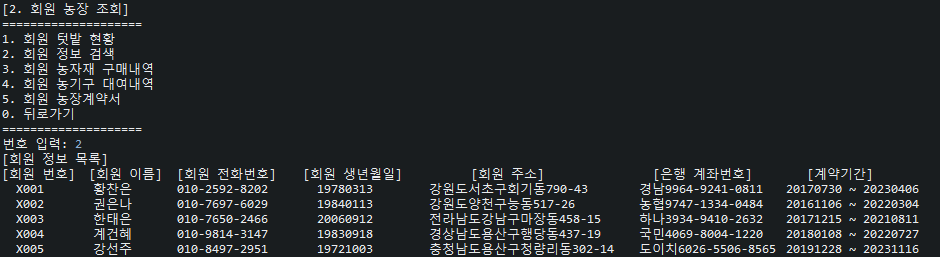 [2. 회원 농장 조회]
====================
1. 회원 텃밭 현황
2. 회원 정보 검색
3. 회원 농자재 구매내역
4. 회원 농기구 대여내역
5. 회원 농장계약서
0. 뒤로가기
====================
번호 입력: 2
[회원 정보 목록]
[회원 번호] [회원 이름] [회원 전화번호] [회원 생년월일] [회원 주소] [은행 계좌번호] [계약기간]
X001 황찬은 010-2592-8202 19780313 강원도서초구회기동790-43 경남9964-9241-0811 20170730 ~ 20230406
X002 권은나 010-7697-6029 19840113 강원도양천구능동517-26 농협9747-1334-0484 20161106 ~ 20220304
X003 한태은 010-7650-2466 20060912 전라남도강남구마장동458-15 하나3934-9410-2632 20171215 ~ 20210811
X004 계건혜 010-9814-3147 19830918 경상남도용산구행당동437-19 국민4069-8004-1220 20180108 ~ 20220727
X005 강선주 010-8497-2951 19721003 충청남도용산구청량리동302-14 도이치6026-5506-8565 20191228 ~ 20231116